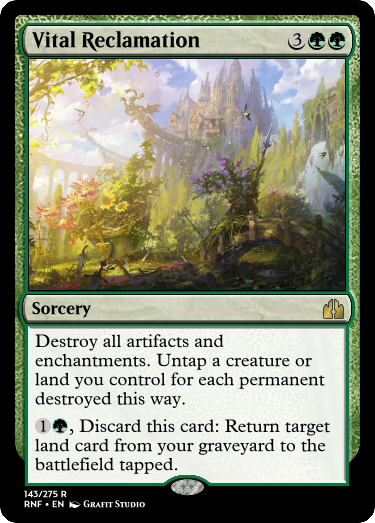 Vital Reclamation 3
Sorcery
Destroy all artifacts and
enchantments. Untap a creature or
land you control for each permanent
destroyed this way.
1, Discard this card: Return target
land card from your graveyard to the
battlefield tapped.
143/275 R
RNF • EN Grafit Studio